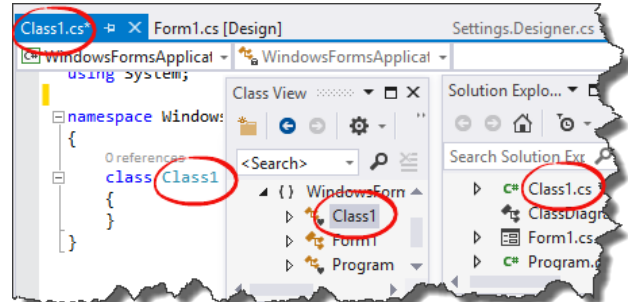 Class1.cs* Form1.cs [Design] Settings.Designer.cs
C# WindowsFormsApplicat WindowsFormsApplicat
using System;
namespace Windows
{
0 references
class Class1
{
}
}
Class View
<Search>
{} WindowsForm
Class1
Form1
Program
Solution Explo...
Search Solution Exp
C# Class1.cs
ClassDiagr
Form1.cs
C# Program.